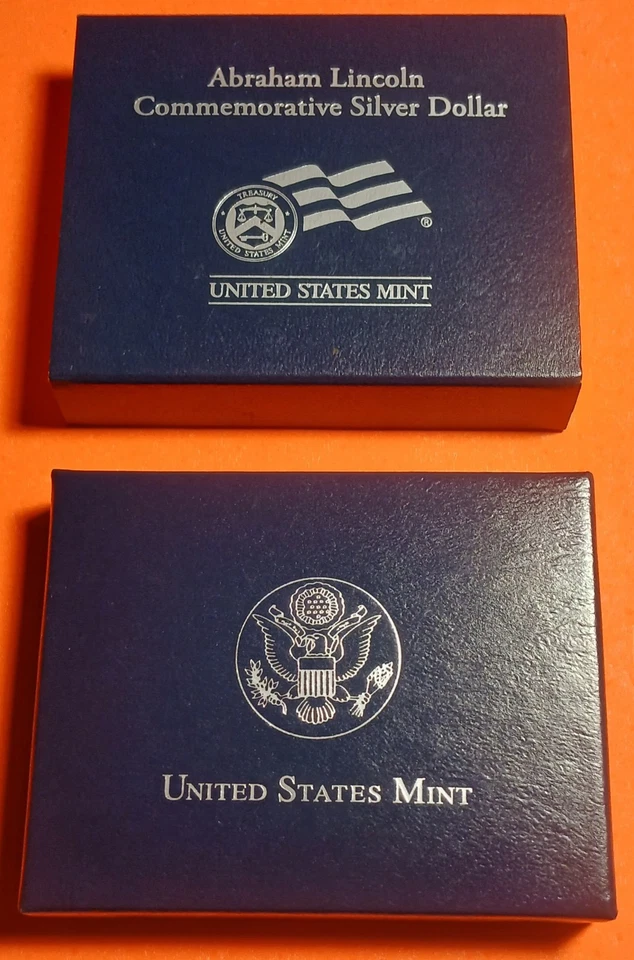 Abraham Lincoln
Commemorative Silver Dollar
TREASURY
UNITED STATES MINT
®
UNITED STATES MINT
UNITED STATES MINT